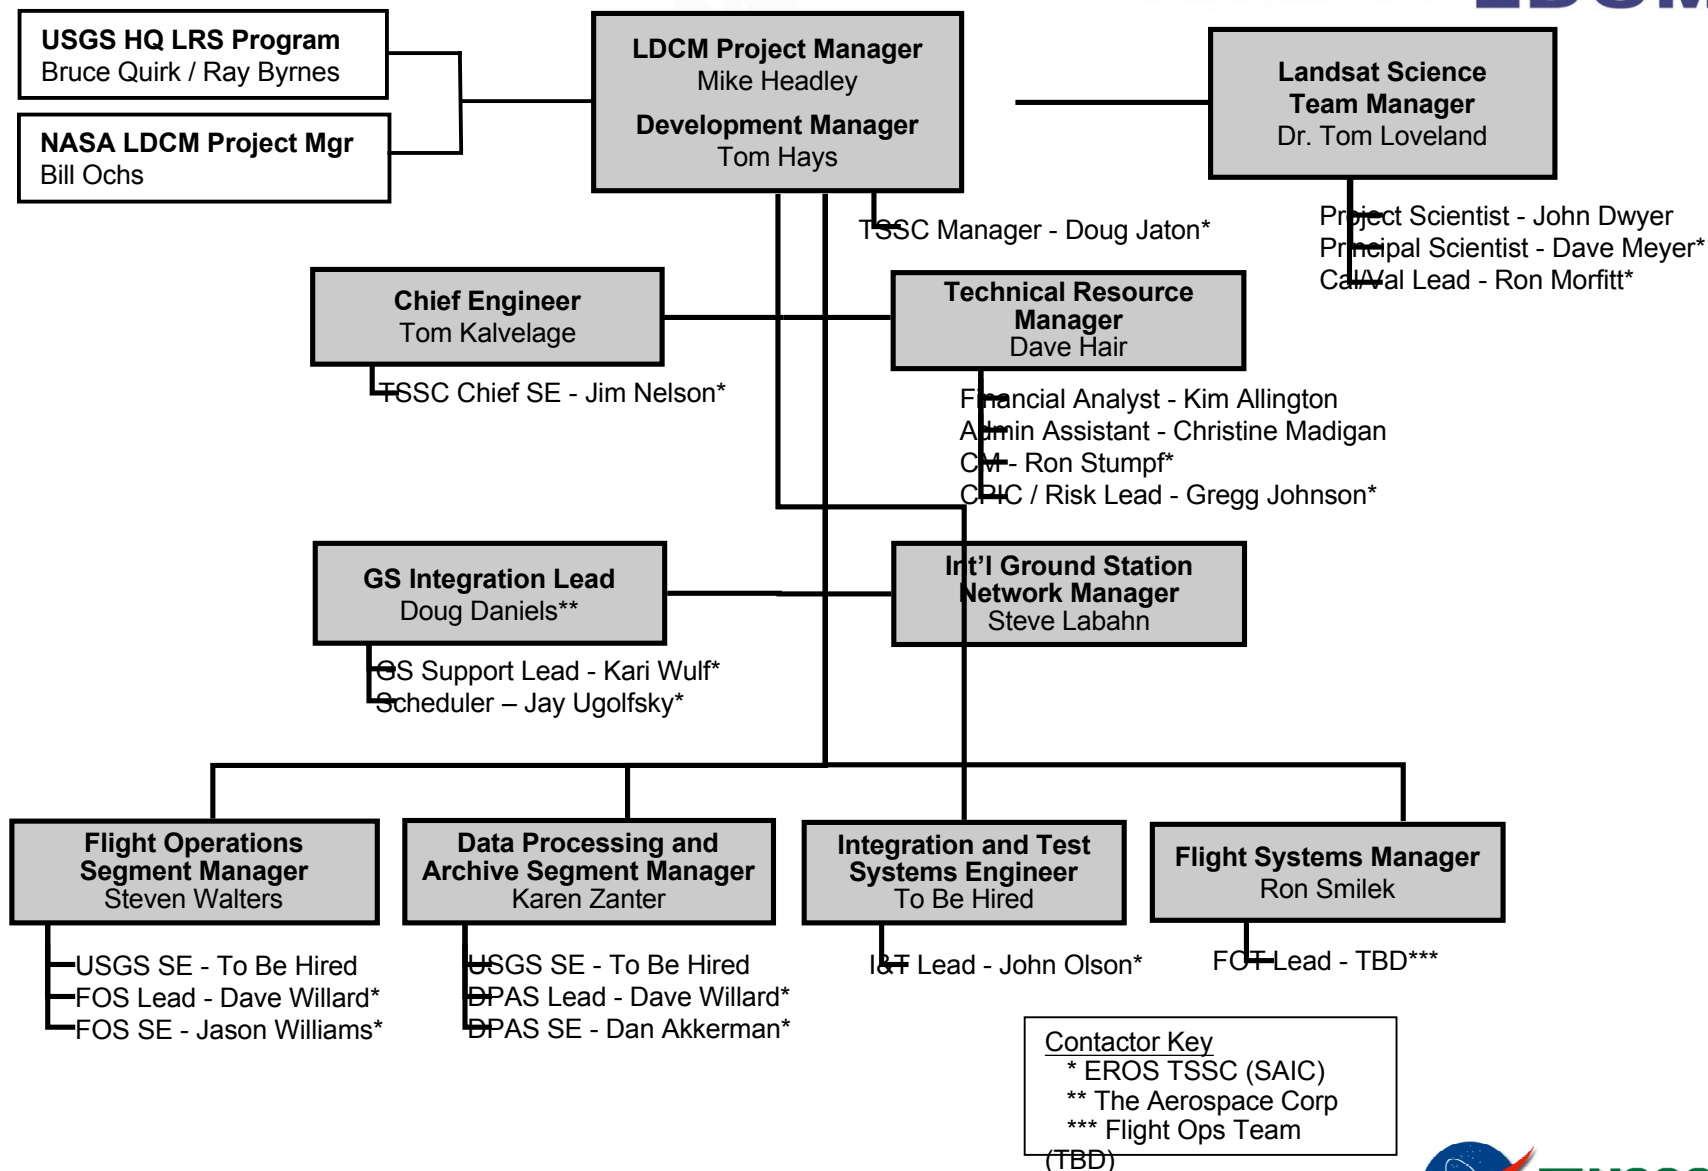 USGS HQ LRS Program
Bruce Quirk / Ray Byrnes
NASA LDCM Project Mgr
Bill Ochs
LDCM Project Manager
Mike Headley
Development Manager
Tom Hays
Landsat Science
Team Manager
Dr. Tom Loveland
TSSC Manager - Doug Jaton*
Project Scientist - John Dwyer
Principal Scientist - Dave Meyer*
Cal/Val Lead - Ron Morfitt*
Chief Engineer
Tom Kalvelage
TSSC Chief SE - Jim Nelson*
Technical Resource
Manager
Dave Hair
Financial Analyst - Kim Allington
Admin Assistant - Christine Madigan
CM - Ron Stumpf*
CPIC / Risk Lead - Gregg Johnson*
GS Integration Lead
Doug Daniels**
GS Support Lead - Kari Wulf*
Scheduler – Jay Ugolfsky*
Int'l Ground Station
Network Manager
Steve Labahn
Flight Operations
Segment Manager
Steven Walters
USGS SE - To Be Hired
FOS Lead - Dave Willard*
FOS SE - Jason Williams*
Data Processing and
Archive Segment Manager
Karen Zanter
USGS SE - To Be Hired
DPAS Lead - Dave Willard*
DPAS SE - Dan Akkerman*
Integration and Test
Systems Engineer
To Be Hired
I&T Lead - John Olson*
Flight Systems Manager
Ron Smilek
FOT Lead - TBD***
Contactor Key
* EROS TSSC (SAIC)
** The Aerospace Corp
*** Flight Ops Team
(TBD)